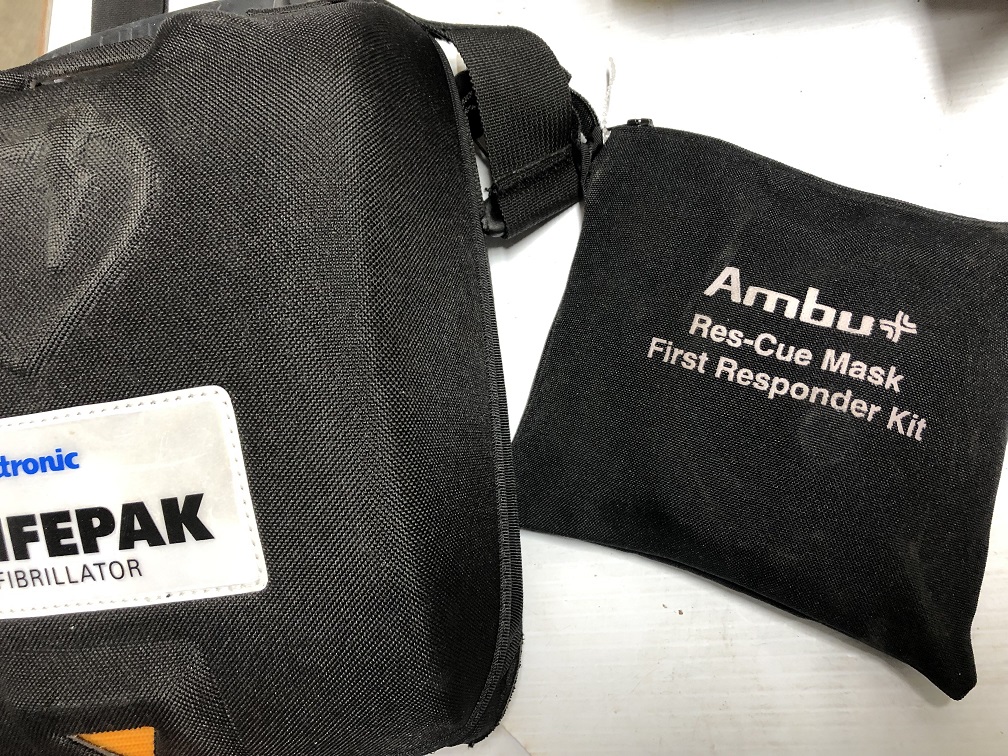 tronic
IFEPAK
FIBRILLATOR
Ambu
Res-Cue Mask
First Responder Kit